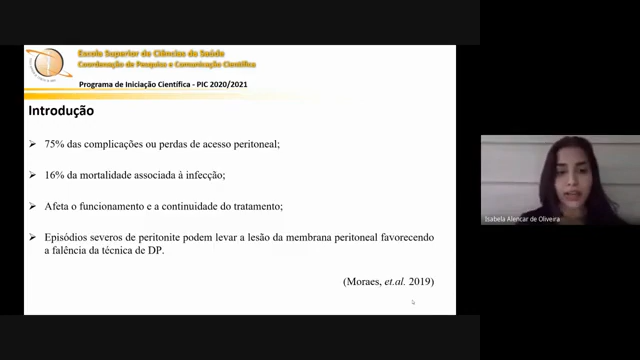 Escola Superior de Ciências da Saúde
Coordenação de Pesquisa e Comunicação Científica
Programa de Iniciação Científica - PIC 2020/2021
Introdução
➢ 75% das complicações ou perdas de acesso peritoneal;
➢ 16% da mortalidade associada à infecção;
➢ Afeta o funcionamento e a continuidade do tratamento;
➢ Episódios severos de peritonite podem levar a lesão da membrana peritoneal favorecendo
a falência da técnica de DP.
(Moraes, et.al. 2019)
Isabela Alencar de Oliveira